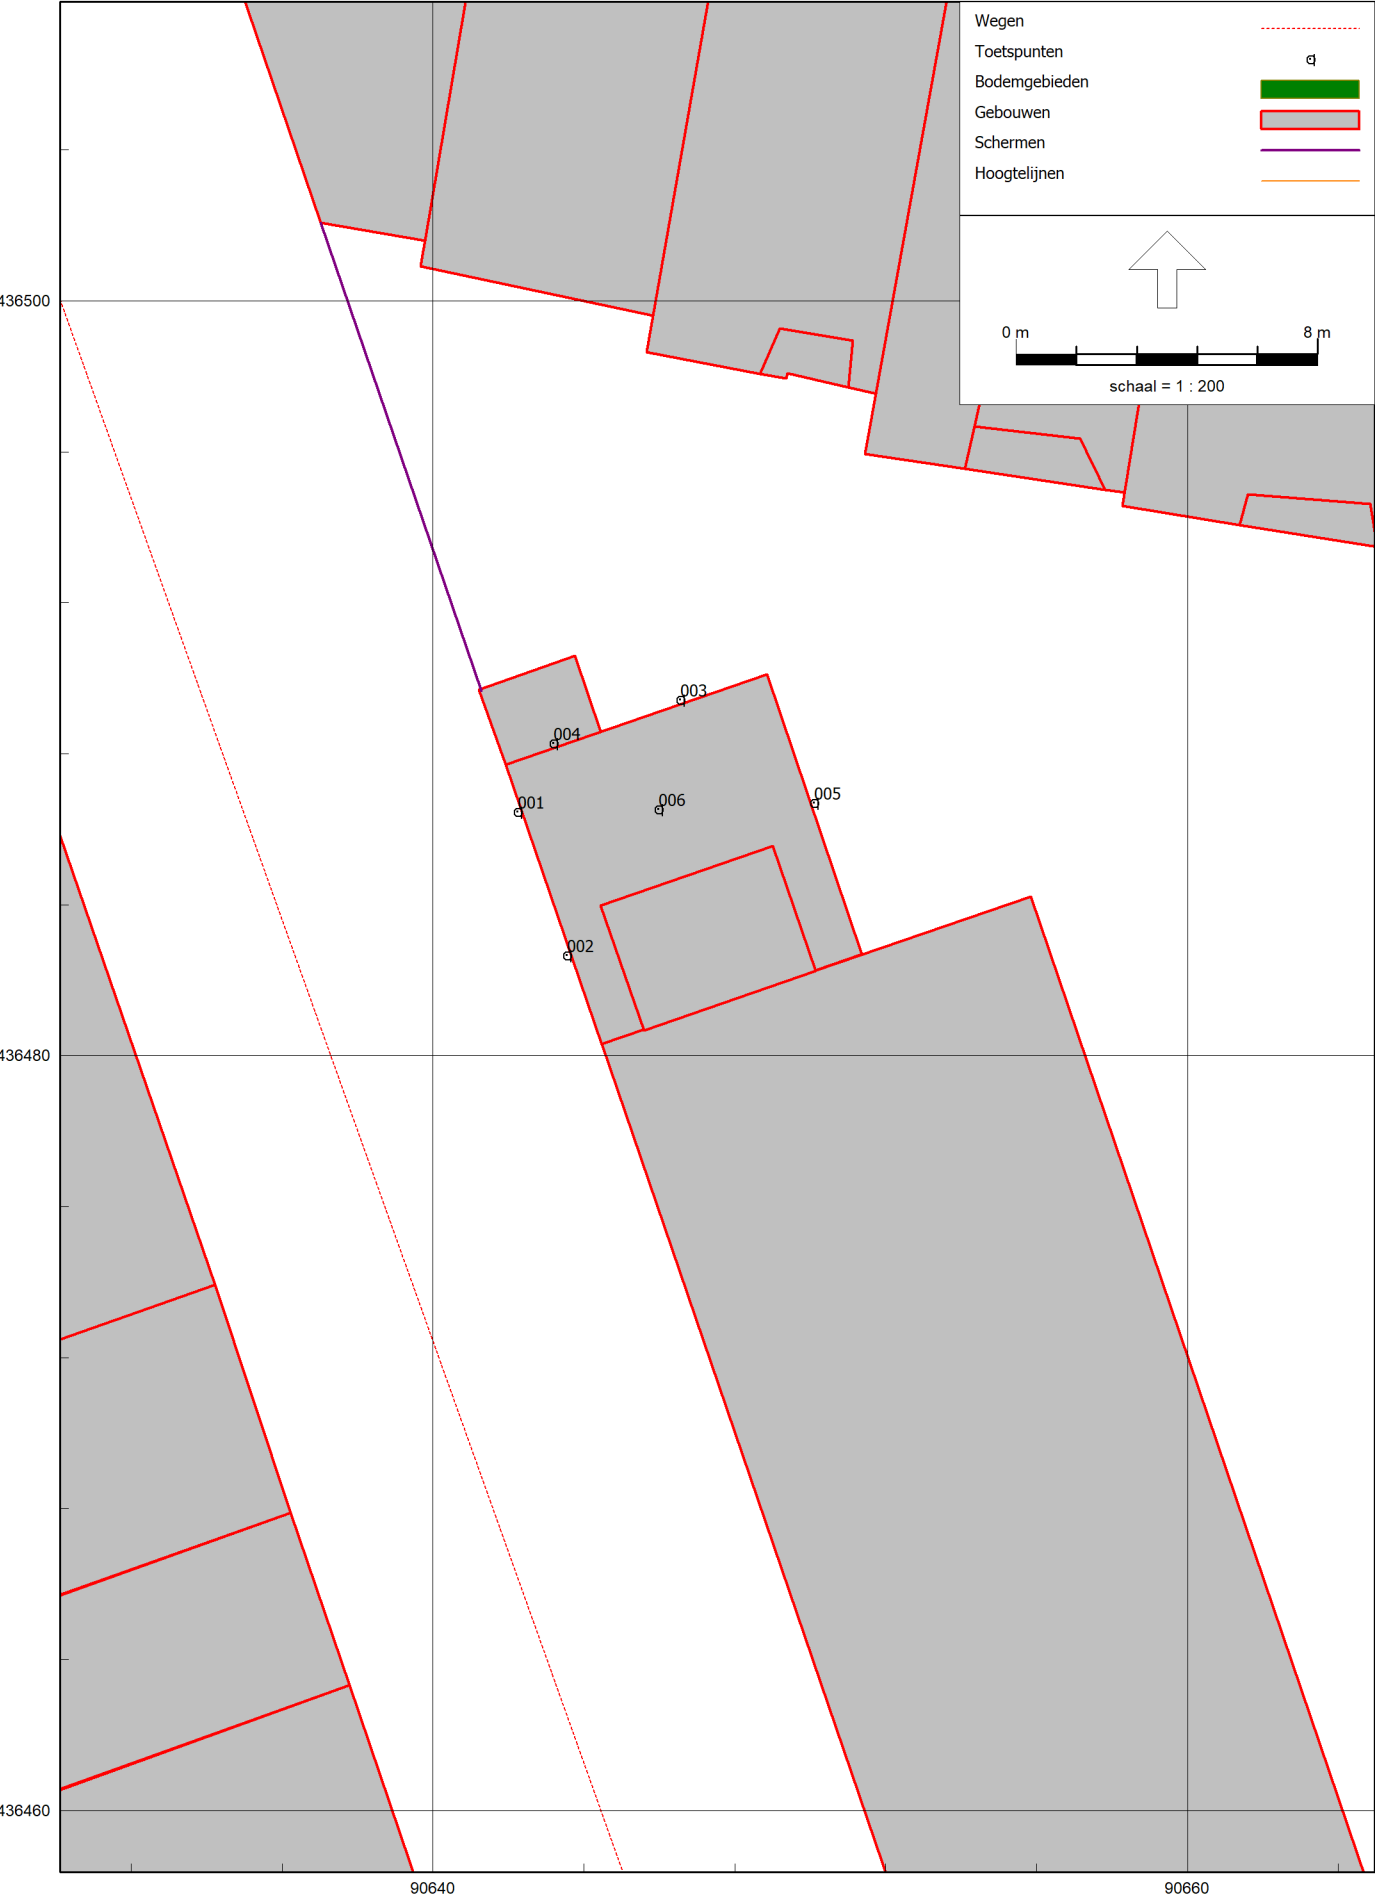 Wegen
Toetspunten
Bodemgebieden
Gebouwen
Schermen
Hoogtelijnen
0 m 8 m
schaal = 1 : 200
436500
003
004
005
001
006
002
436480
436460
90640 90660